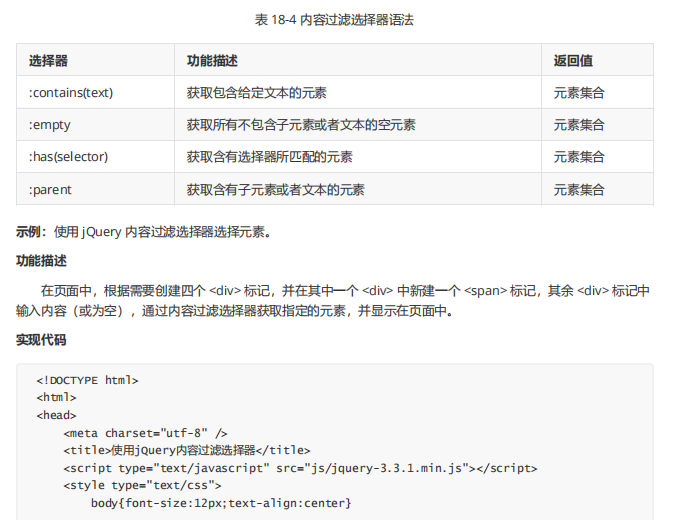 表 18-4 内容过滤选择器语法
选择器 功能描述 返回值
:contains(text) 获取包含给定文本的元素 元素集合
:empty 获取所有不包含子元素或者文本的空元素 元素集合
:has(selector) 获取含有选择器所匹配的元素 元素集合
:parent 获取含有子元素或者文本的元素 元素集合
示例：使用 jQuery 内容过滤选择器选择元素。
功能描述
在页面中，根据需要创建四个 <div> 标记，并在其中一个 <div> 中新建一个 <span> 标记，其余 <div> 标记中
输入内容（或为空），通过内容过滤选择器获取指定的元素，并显示在页面中。
实现代码
<!DOCTYPE html>
<html>
<head>
<meta charset="utf-8" />
<title>使用jQuery内容过滤选择器</title>
<script type="text/javascript" src="js/jquery-3.3.1.min.js"></script>
<style type="text/css">
body{font-size:12px;text-align:center}